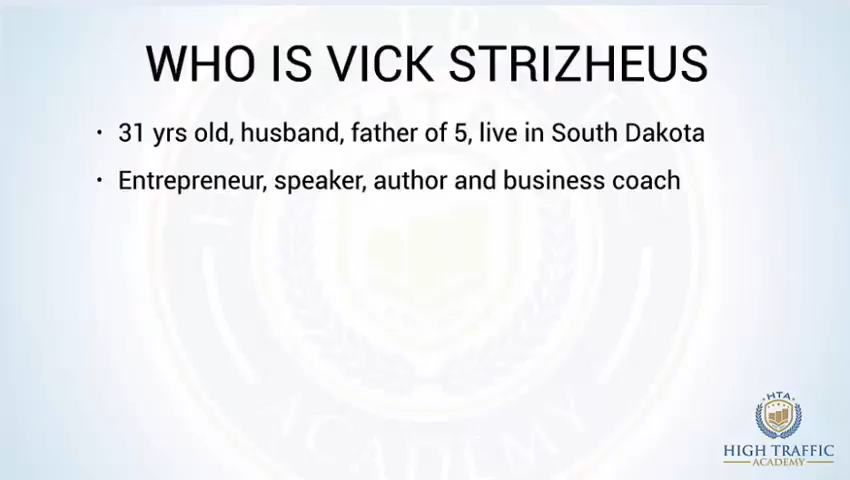 WHO IS VICK STRIZHEUS
• 31 yrs old, husband, father of 5, live in South Dakota
• Entrepreneur, speaker, author and business coach
HTA
HIGH TRAFFIC
ACADEMY
ACADEMY